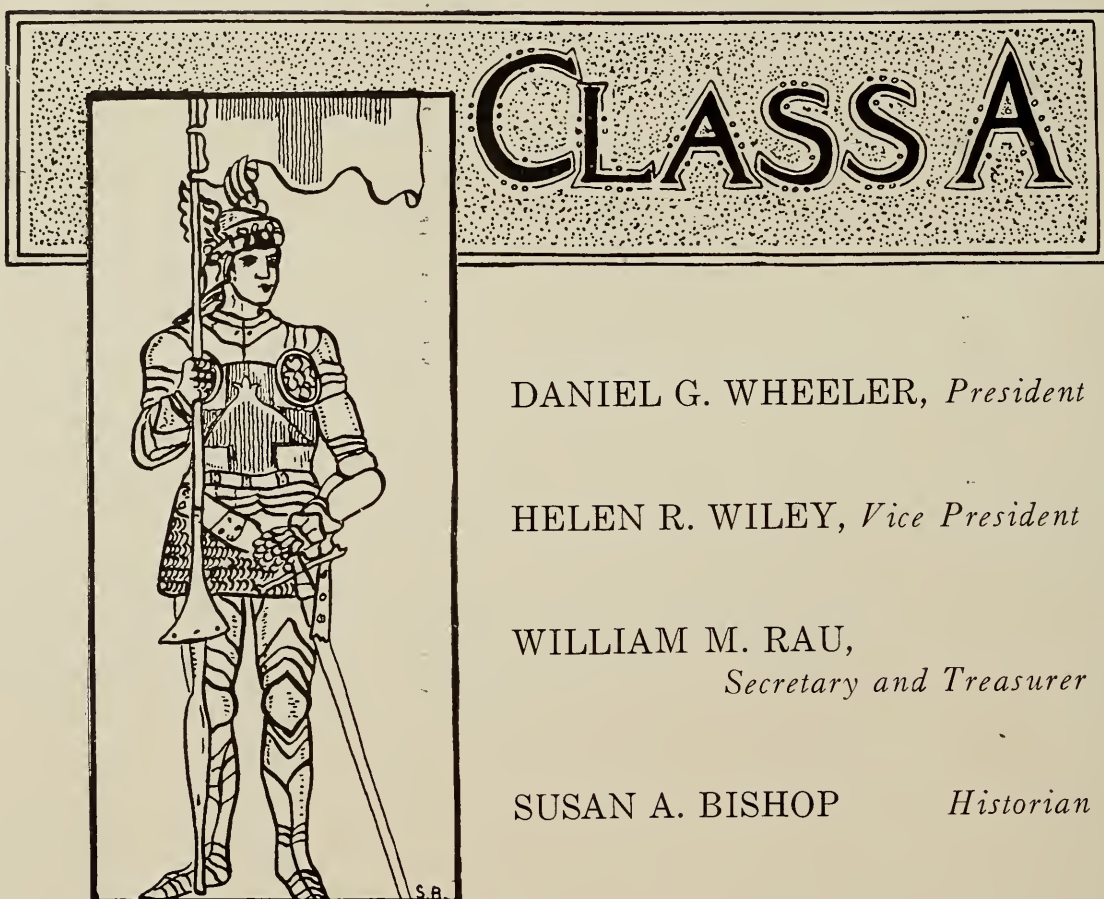 CLASS A
DANIEL G. WHEELER, President
HELEN R. WILEY, Vice President
WILLIAM M. RAU,
Secretary and Treasurer
SUSAN A. BISHOP Historian
S.B.